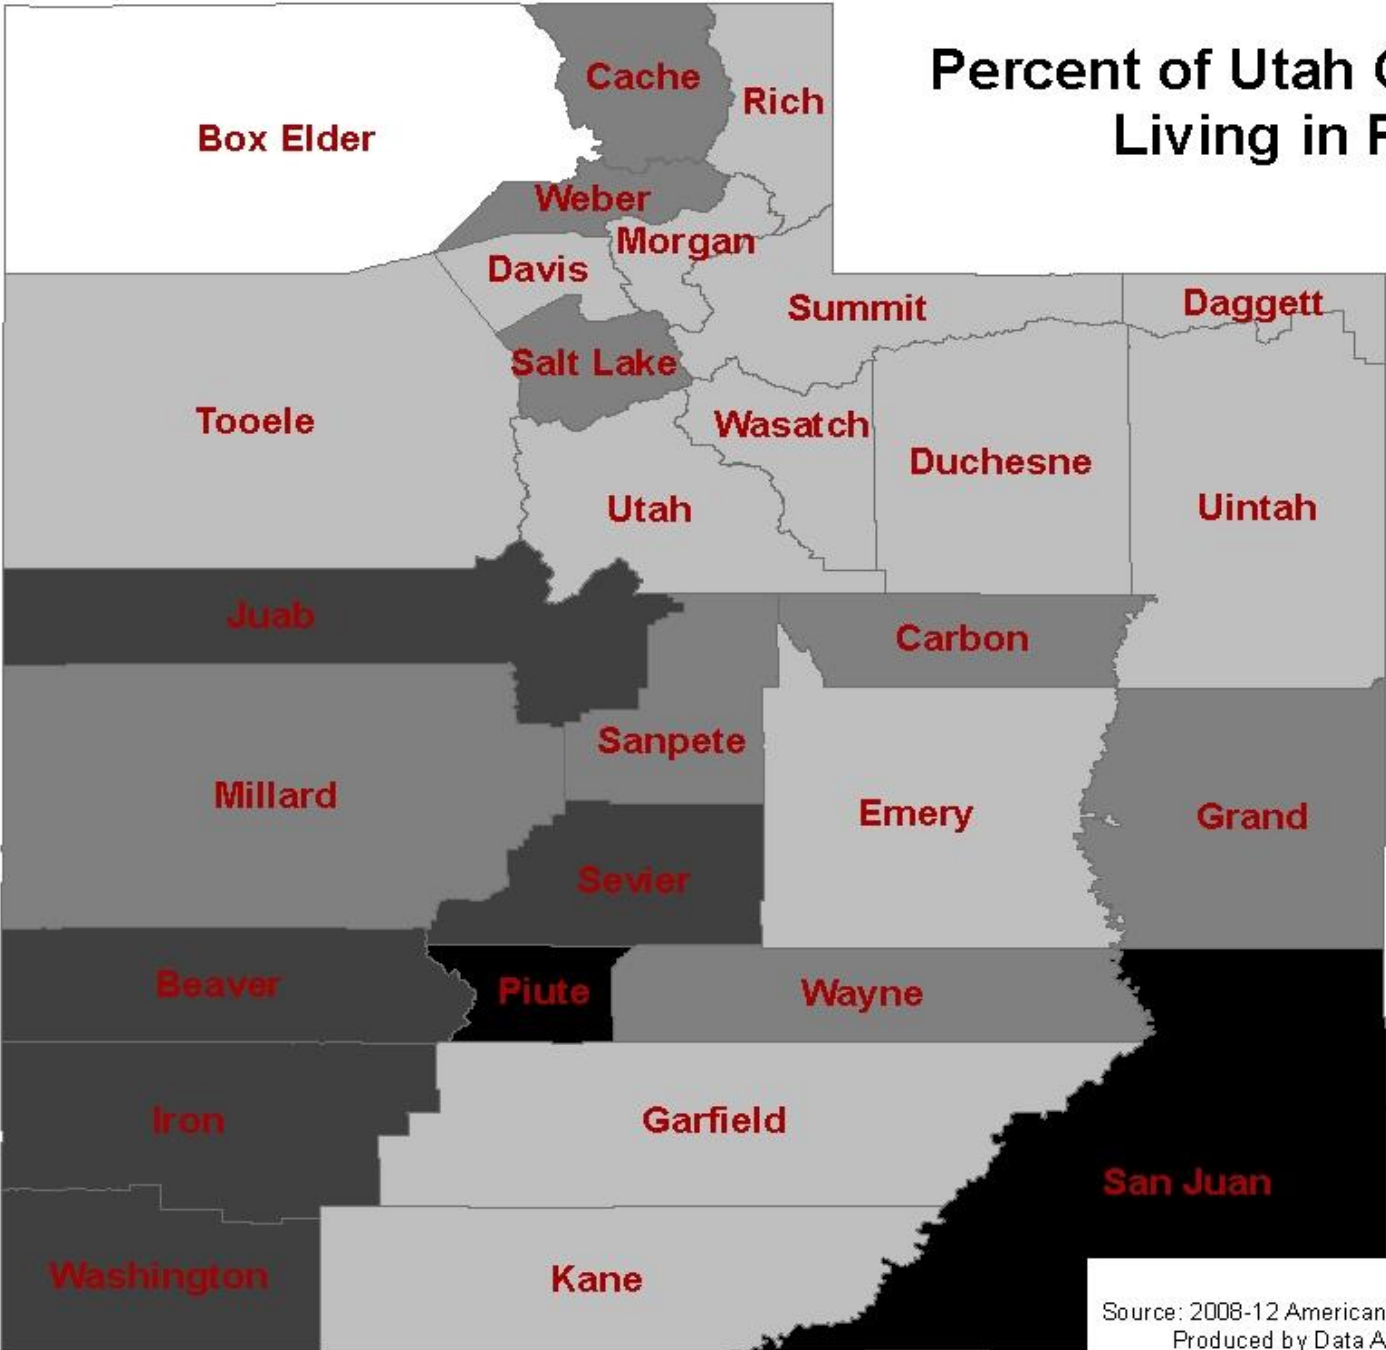 Percent of Utah
Living in
Cache
Rich
Box Elder
Weber
Morgan
Davis
Summit
Daggett
Salt Lake
Tooele
Wasatch
Duchesne
Utah
Uintah
Juab
Carbon
Sanpete
Millard
Emery
Grand
Sevier
Beaver
Piute
Wayne
Iron
Garfield
San Juan
Washington
Kane
Source: 2008-12 American
Produced by Data A